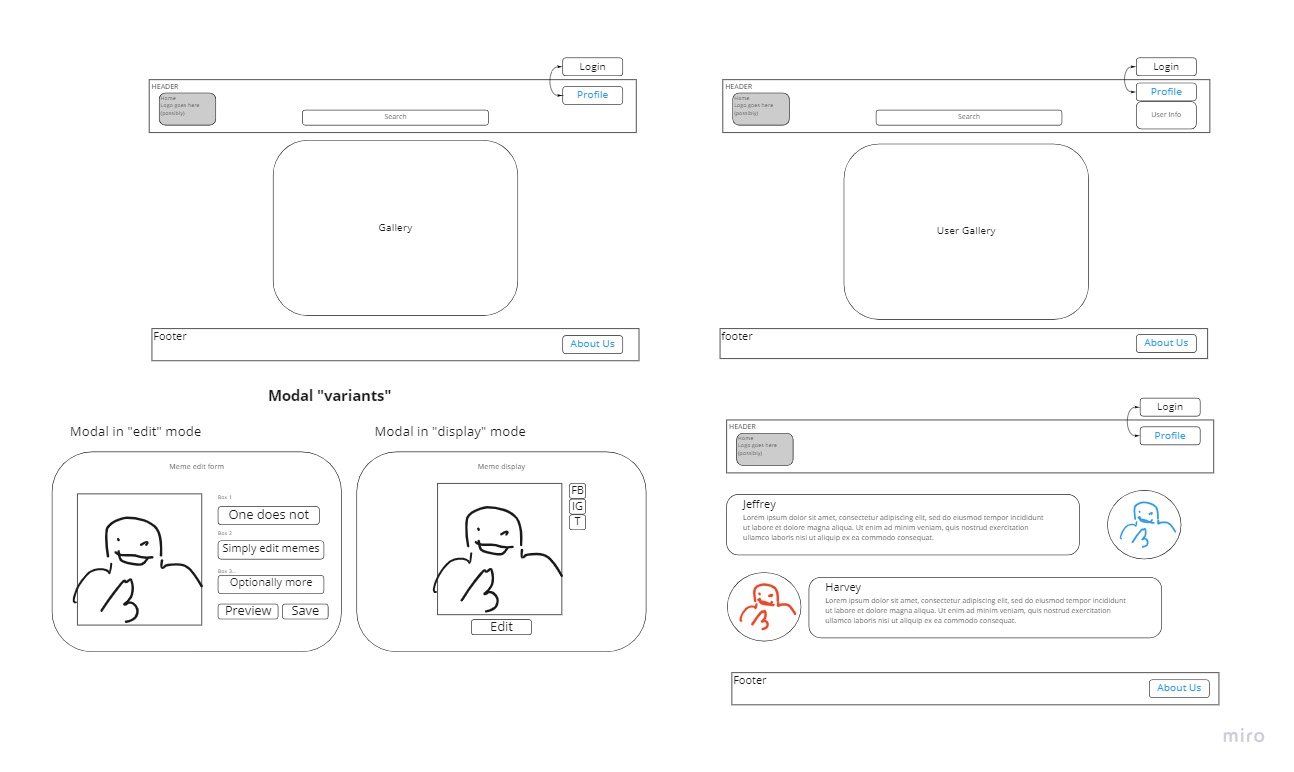 Login
HEADER
Home
Logo goes here
(possibly)
Profile
Search
Gallery
Footer
About Us
Login
HEADER
Home
Logo goes here
(possibly)
Profile
User Info
Search
User Gallery
footer
About Us
Modal "variants"
Modal in "edit" mode
Meme edit form
Box 1
One does not
Box 2
Simply edit memes
Box 3...
Optionally more
Preview
Save
Modal in "display" mode
Meme display
FB
IG
T
Edit
Login
HEADER
Home
Logo goes here
(possibly)
Profile
Jeffrey
Lorem ipsum dolor sit amet, consectetur adipiscing elit, sed do eiusmod tempor incididunt
ut labore et dolore magna aliqua. Ut enim ad minim veniam, quis nostrud exercitation
ullamco laboris nisi ut aliquip ex ea commodo consequat.
Harvey
Lorem ipsum dolor sit amet, consectetur adipiscing elit, sed do eiusmod tempor incididunt
ut labore et dolore magna aliqua. Ut enim ad minim veniam, quis nostrud exercitation
ullamco laboris nisi ut aliquip ex ea commodo consequat.
Footer
About Us
miro